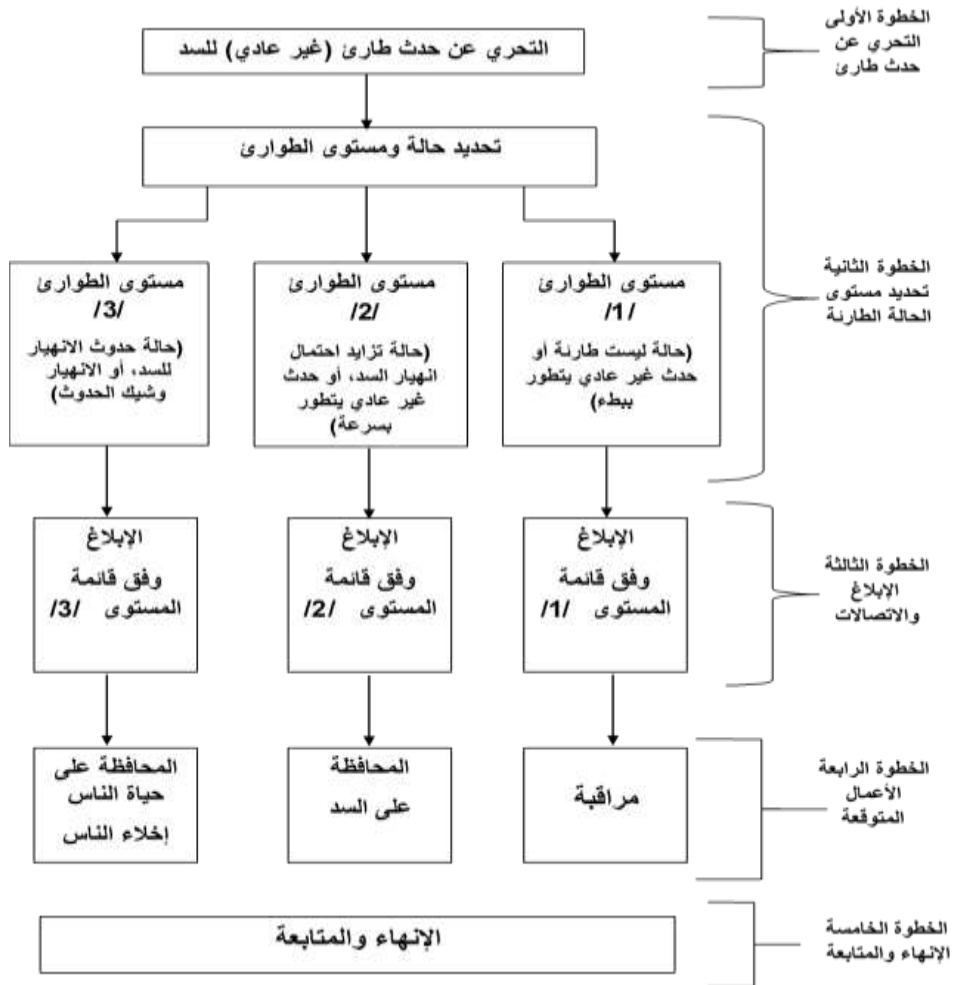 الخطوة الأولى
التحري عن
حدث طارئ
التحري عن حدث طارئ (غير عادي) للسد
تحديد حالة ومستوى الطوارئ
الخطوة الثانية
تحديد مستوى
الحالة الطارئة
مستوى الطوارئ
/1/
(حالة ليست طارئة أو
حدث غير عادي يتطور
ببطء)
مستوى الطوارئ
/2/
(حالة تزايد احتمال
انهيار السد، أو حدث
غير عادي يتطور
بسرعة)
مستوى الطوارئ
/3/
(حالة حدوث الانهيار
للسد، أو الانهيار
وشيك الحدوث)
الخطوة الثالثة
الإبلاغ
والاتصالات
الإبلاغ
وفق قائمة
المستوى /1/
الإبلاغ
وفق قائمة
المستوى /2/
الإبلاغ
وفق قائمة
المستوى /3/
الخطوة الرابعة
الأعمال
المتوقعة
مراقبة
المحافظة
على السد
المحافظة على
حياة الناس
إخلاء الناس
الخطوة الخامسة
الإنهاء والمتابعة
الإنهاء والمتابعة